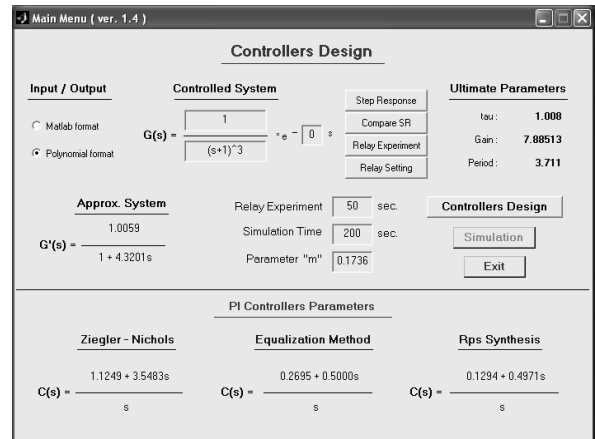 Main Menu ( ver. 1.4 )
Controllers Design
Input / Output
Matlab format
Polynomial format
Controlled System
G(s) =
1
(s+1)^3
*e - 0 s
Step Response
Compare SR
Relay Experiment
Relay Setting
Ultimate Parameters
tau : 1.008
Gain : 7.88513
Period : 3.711
Approx. System
G'(s) =
1.0059
1 + 4.3201s
Relay Experiment 50 sec.
Simulation Time 200 sec.
Parameter "m" 0.1736
Controllers Design
Simulation
Exit
PI Controllers Parameters
Ziegler - Nichols
C(s) =
1.1249 + 3.5483s
s
Equalization Method
C(s) =
0.2695 + 0.5000s
s
Rps Synthesis
C(s) =
0.1294 + 0.4971s
s